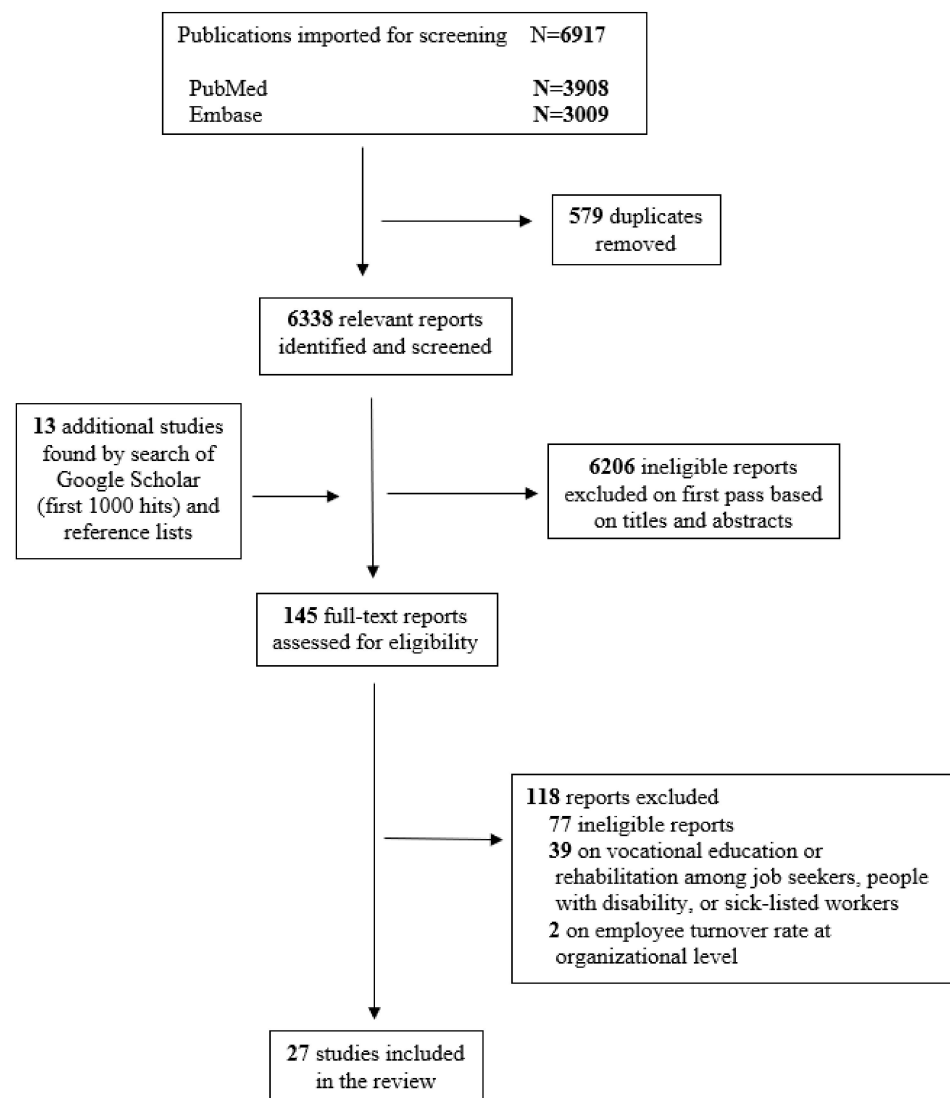 Publications imported for screening N=6917
PubMed N=3908
Embase N=3009
579 duplicates
removed
6338 relevant reports
identified and screened
13 additional studies
found by search of
Google Scholar
(first 1000 hits) and
reference lists
6206 ineligible reports
excluded on first pass based
on titles and abstracts
145 full-text reports
assessed for eligibility
118 reports excluded
77 ineligible reports
39 on vocational education or
rehabilitation among job seekers, people
with disability, or sick-listed workers
2 on employee turnover rate at
organizational level
27 studies included
in the review